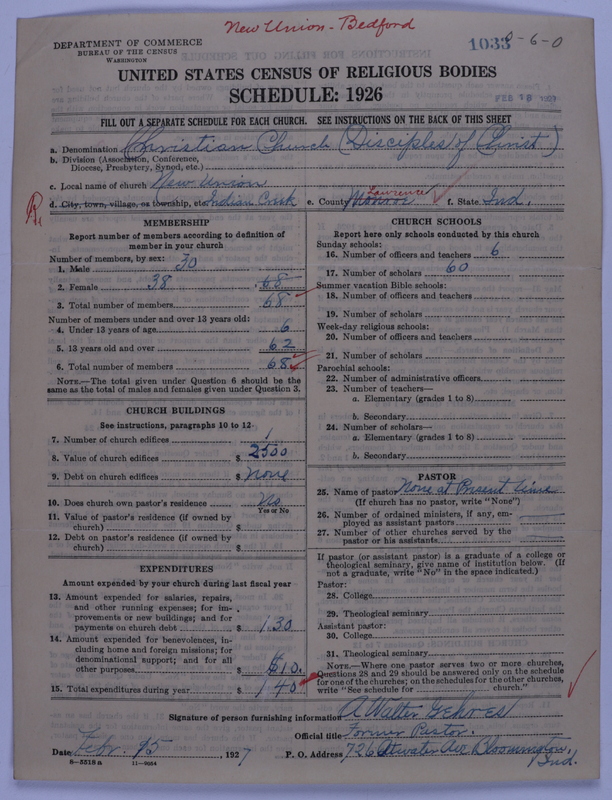 New Union - Bedford
DEPARTMENT OF COMMERCE
BUREAU OF THE CENSUS
WASHINGTON
1033 8-6-0
UNITED STATES CENSUS OF RELIGIOUS BODIES
SCHEDULE: 1926
FEB 18 1927
FILL OUT A SEPARATE SCHEDULE FOR EACH CHURCH. SEE INSTRUCTIONS ON THE BACK OF THIS SHEET
a. Denomination Christian Church (Disciples of Christ)
b. Division (Association, Conference,
Diocese, Presbytery, Synod, etc.)
c. Local name of church New Union
d. City, town, village, or township, etc. Indian Creek e. County Monroe Lawrence f. State Ind.
MEMBERSHIP
Report number of members according to definition of
member in your church
Number of members, by sex:
1. Male 30
2. Female 38 68
3. Total number of members 68
Number of members under and over 13 years old:
4. Under 13 years of age 6
5. 13 years old and over 62
6. Total number of members 68
NOTE.—The total given under Question 6 should be the
same as the total of males and females given under Question 3.
CHURCH BUILDINGS
See instructions, paragraphs 10 to 12
7. Number of church edifices 1
8. Value of church edifices $ 2500
9. Debt on church edifices $ None
10. Does church own pastor's residence No
Yes or No
11. Value of pastor's residence (if owned by
church) $
12. Debt on pastor's residence (if owned by
church) $
EXPENDITURES
Amount expended by your church during last fiscal year
13. Amount expended for salaries, repairs,
and other running expenses; for im-
provements or new buildings; and for
payments on church debt $ 130
14. Amount expended for benevolences, in-
cluding home and foreign missions; for
denominational support; and for all
other purposes $ $10.
15. Total expenditures during year $ 140
CHURCH SCHOOLS
Report here only schools conducted by this church
Sunday schools:
16. Number of officers and teachers 6
17. Number of scholars 60
Summer vacation Bible schools:
18. Number of officers and teachers
19. Number of scholars
Week-day religious schools:
20. Number of officers and teachers
21. Number of scholars
Parochial schools:
22. Number of administrative officers
23. Number of teachers—
a. Elementary (grades 1 to 8)
b. Secondary
24. Number of scholars—
a. Elementary (grades 1 to 8)
b. Secondary
PASTOR
25. Name of pastor None at Present time
(If church has no pastor, write "None")
26. Number of ordained ministers, if any, em-
ployed as assistant pastors
27. Number of other churches served by the
pastor or his assistants
If pastor (or assistant pastor) is a graduate of a college or
theological seminary, give name of institution below. (If
not a graduate, write "No" in the space indicated.)
Pastor:
28. College
29. Theological seminary
Assistant pastor:
30. College
31. Theological seminary
NOTE.—Where one pastor serves two or more churches,
Questions 28 and 29 should be answered only on the schedule
for one of the churches; on the schedules for the other churches,
write "See schedule for church."
Signature of person furnishing information A Walter
Official title Former Pastor.
Date Febr. 15, 1927 P. O. Address 726 Atwater Ave Bloomington,
Ind.
8-5518 a 11-9664